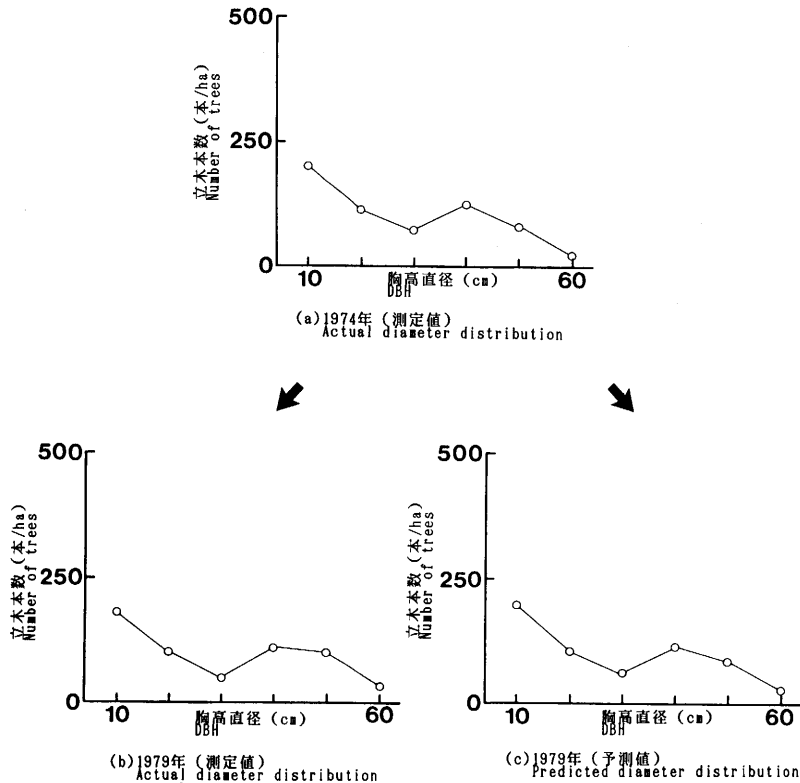 500
250
0
立木本数(本/ha)
Number of trees
10
60
胸高直径(cm)
DBH
(a)1974年(測定値)
Actual diameter distribution
500
250
0
立木本数(本/ha)
Number of trees
10
60
胸高直径(cm)
DBH
(b)1979年(測定値)
Actual diameter distribution
500
250
0
立木本数(本/ha)
Number of trees
10
60
胸高直径(cm)
DBH
(c)1979年(予測値)
Predicted diameter distribution